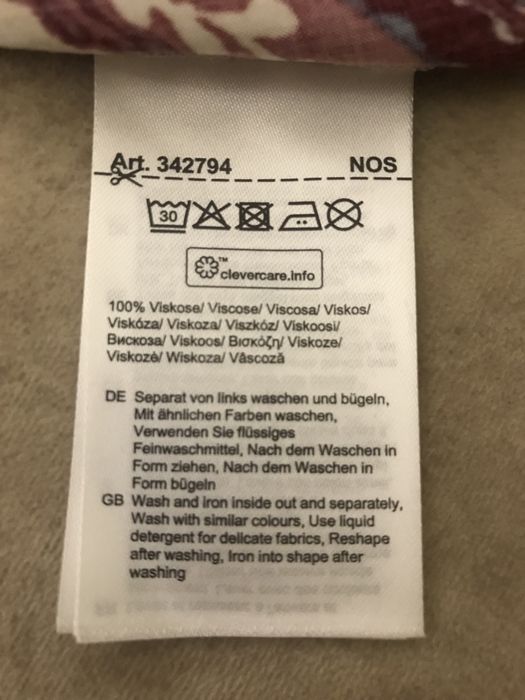 Art. 342794 NOS
30
™
clevercare.info
100% Viskose/ Viscose/ Viscosa/ Viskos/
Viskóza/ Viskoza/ Viszkóz/ Viskoosi/
Вискоза/ Viskoos/ Βισκόζη/ Viskoze/
Viskozė/ Wiskoza/ Vâscoză
DE Separat von links waschen und bügeln,
Mit ähnlichen Farben waschen,
Verwenden Sie flüssiges
Feinwaschmittel, Nach dem Waschen in
Form ziehen, Nach dem Waschen in
Form bügeln
GB Wash and iron inside out and separately,
Wash with similar colours, Use liquid
detergent for delicate fabrics, Reshape
after washing, Iron into shape after
washing